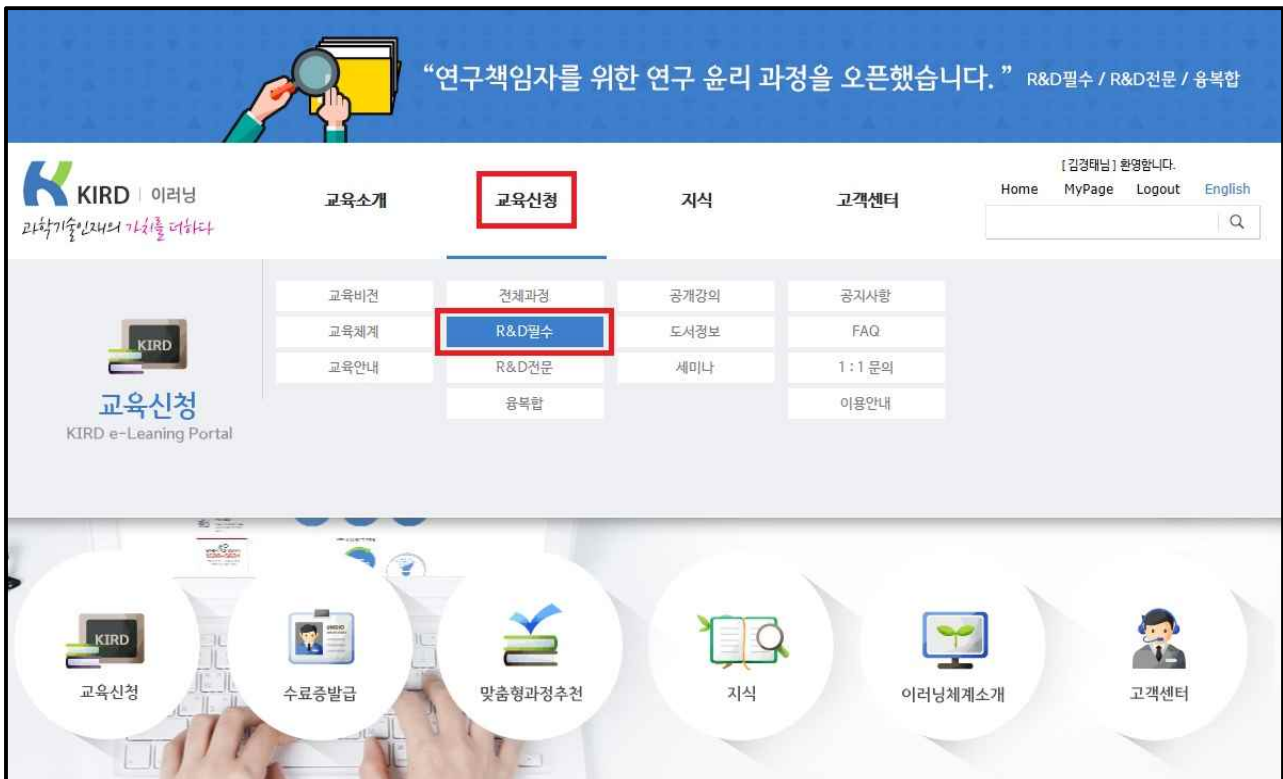 “연구책임자를 위한 연구 윤리 과정을 오픈했습니다. ” R&D필수 / R&D전문 / 융복합
[ 김경태님 ] 환영합니다.
KIRD | 이러닝
과학기술인재의 가치를 더하다
교육소개 교육신청 지식 고객센터
Home MyPage Logout English
교육비전 전체과정 공개강의 공지사항
교육체계 R&D필수 도서정보 FAQ
교육안내 R&D전문 세미나 1 : 1 문의
융복합 이용안내
KIRD
교육신청
KIRD e-Leaning Portal
KIRD
교육신청 수료증발급 맞춤형과정추천 지식 이러닝체계소개 고객센터